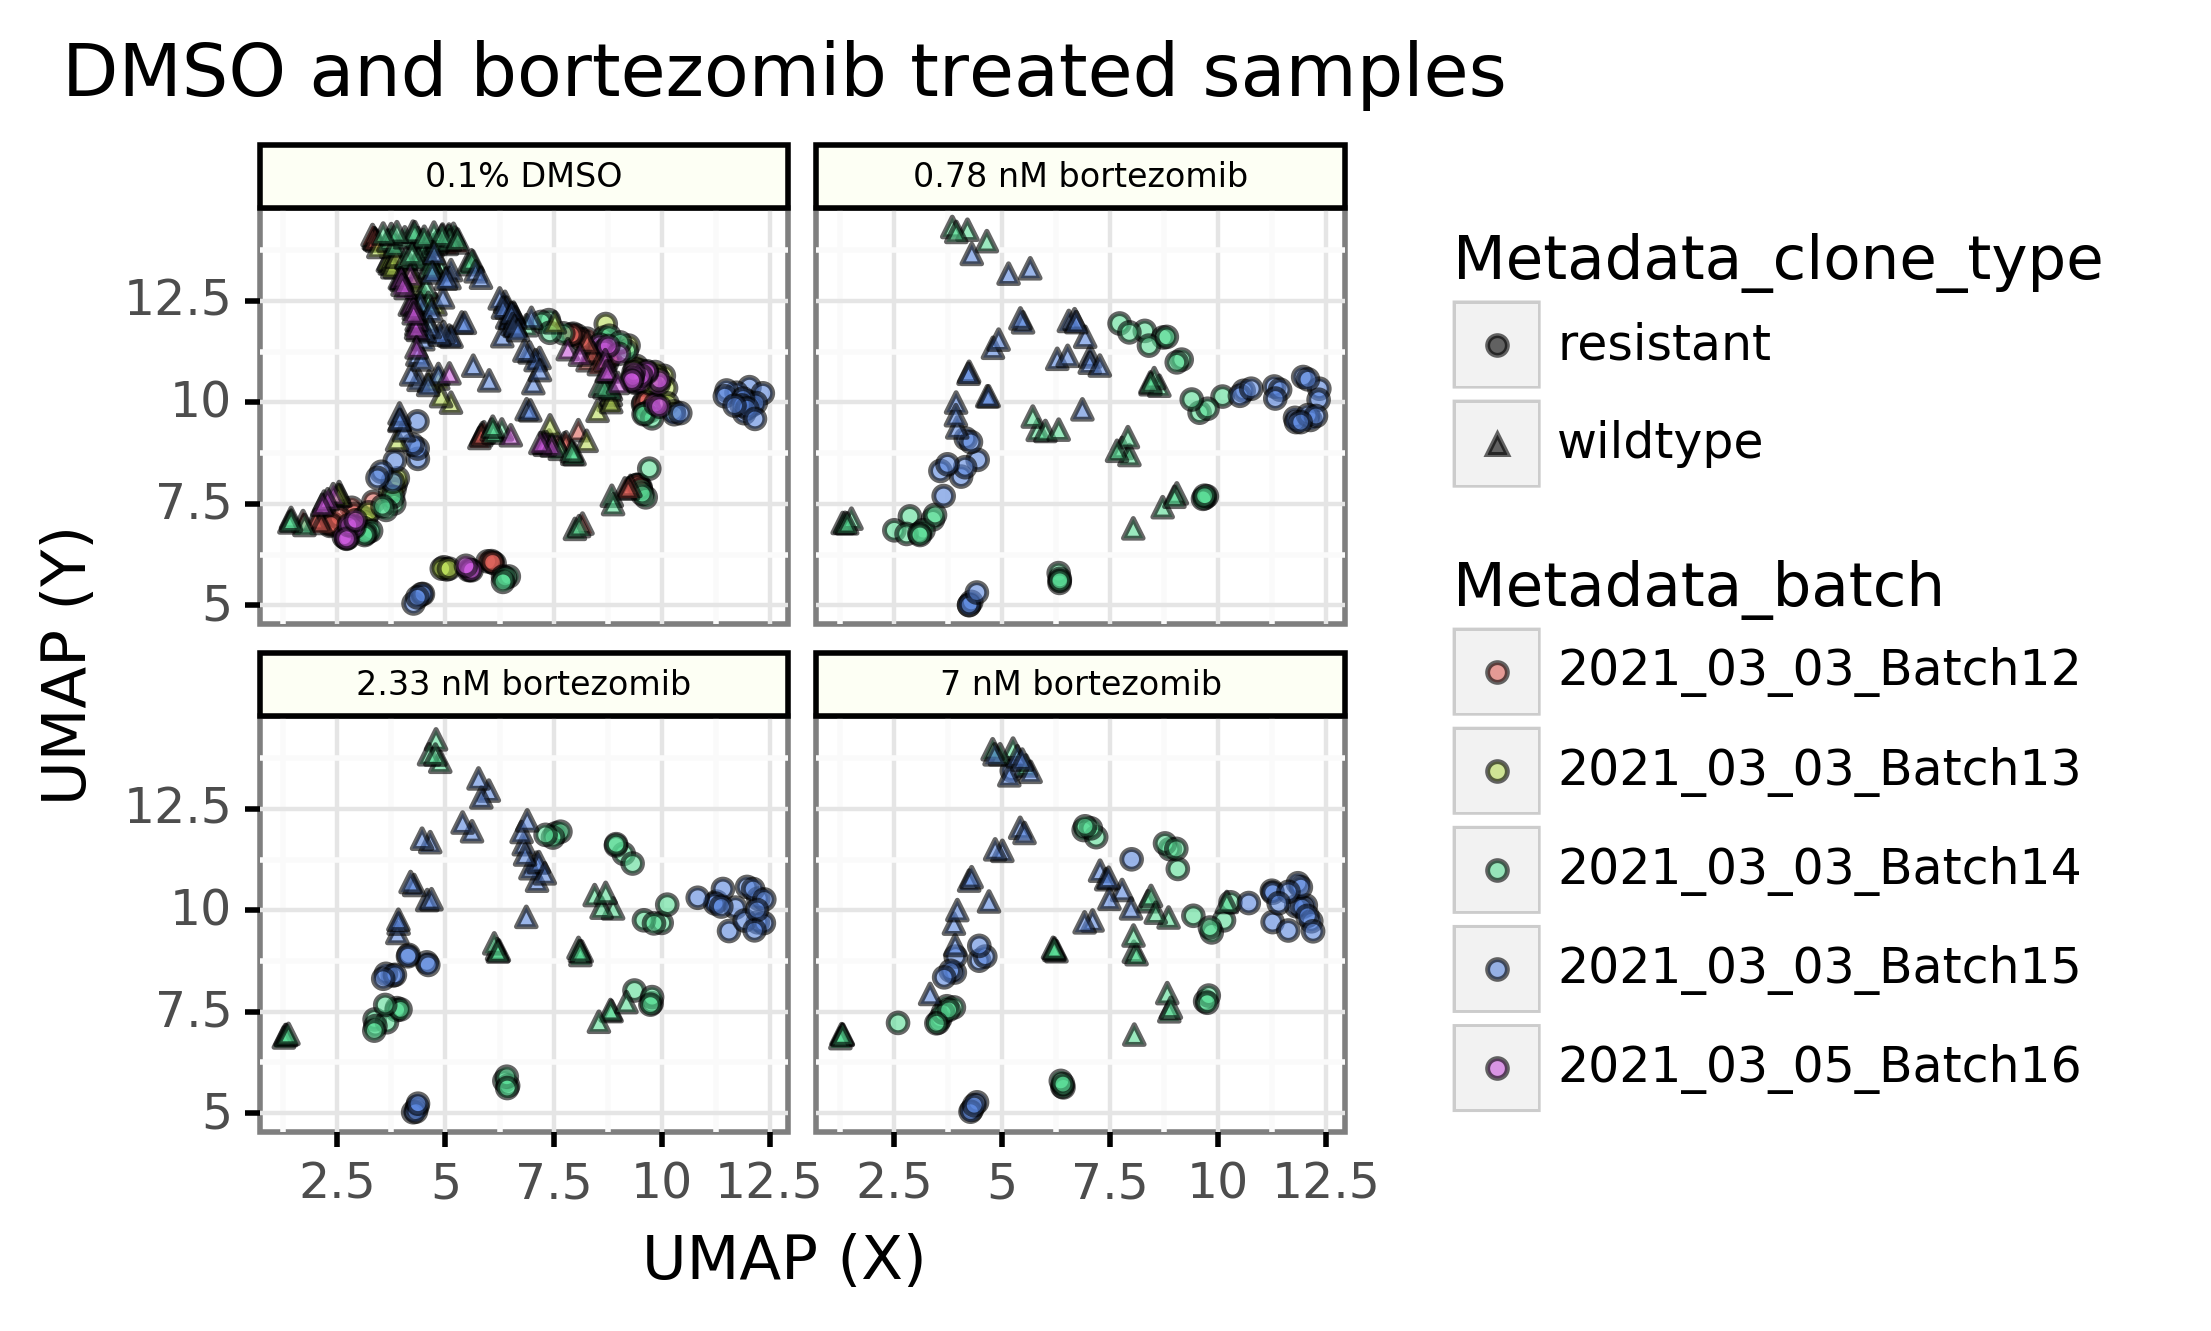 DMSO and bortezomib treated samples
0.1% DMSO
0.78 nM bortezomib
12.5
10
7.5
5
2.33 nM bortezomib
7 nM bortezomib
12.5
10
7.5
5
2.5 5 7.5 10 12.5 2.5 5 7.5 10 12.5
UMAP (X)
UMAP (Y)
Metadata_clone_type
resistant
wildtype
Metadata_batch
2021_03_03_Batch12
2021_03_03_Batch13
2021_03_03_Batch14
2021_03_03_Batch15
2021_03_05_Batch16